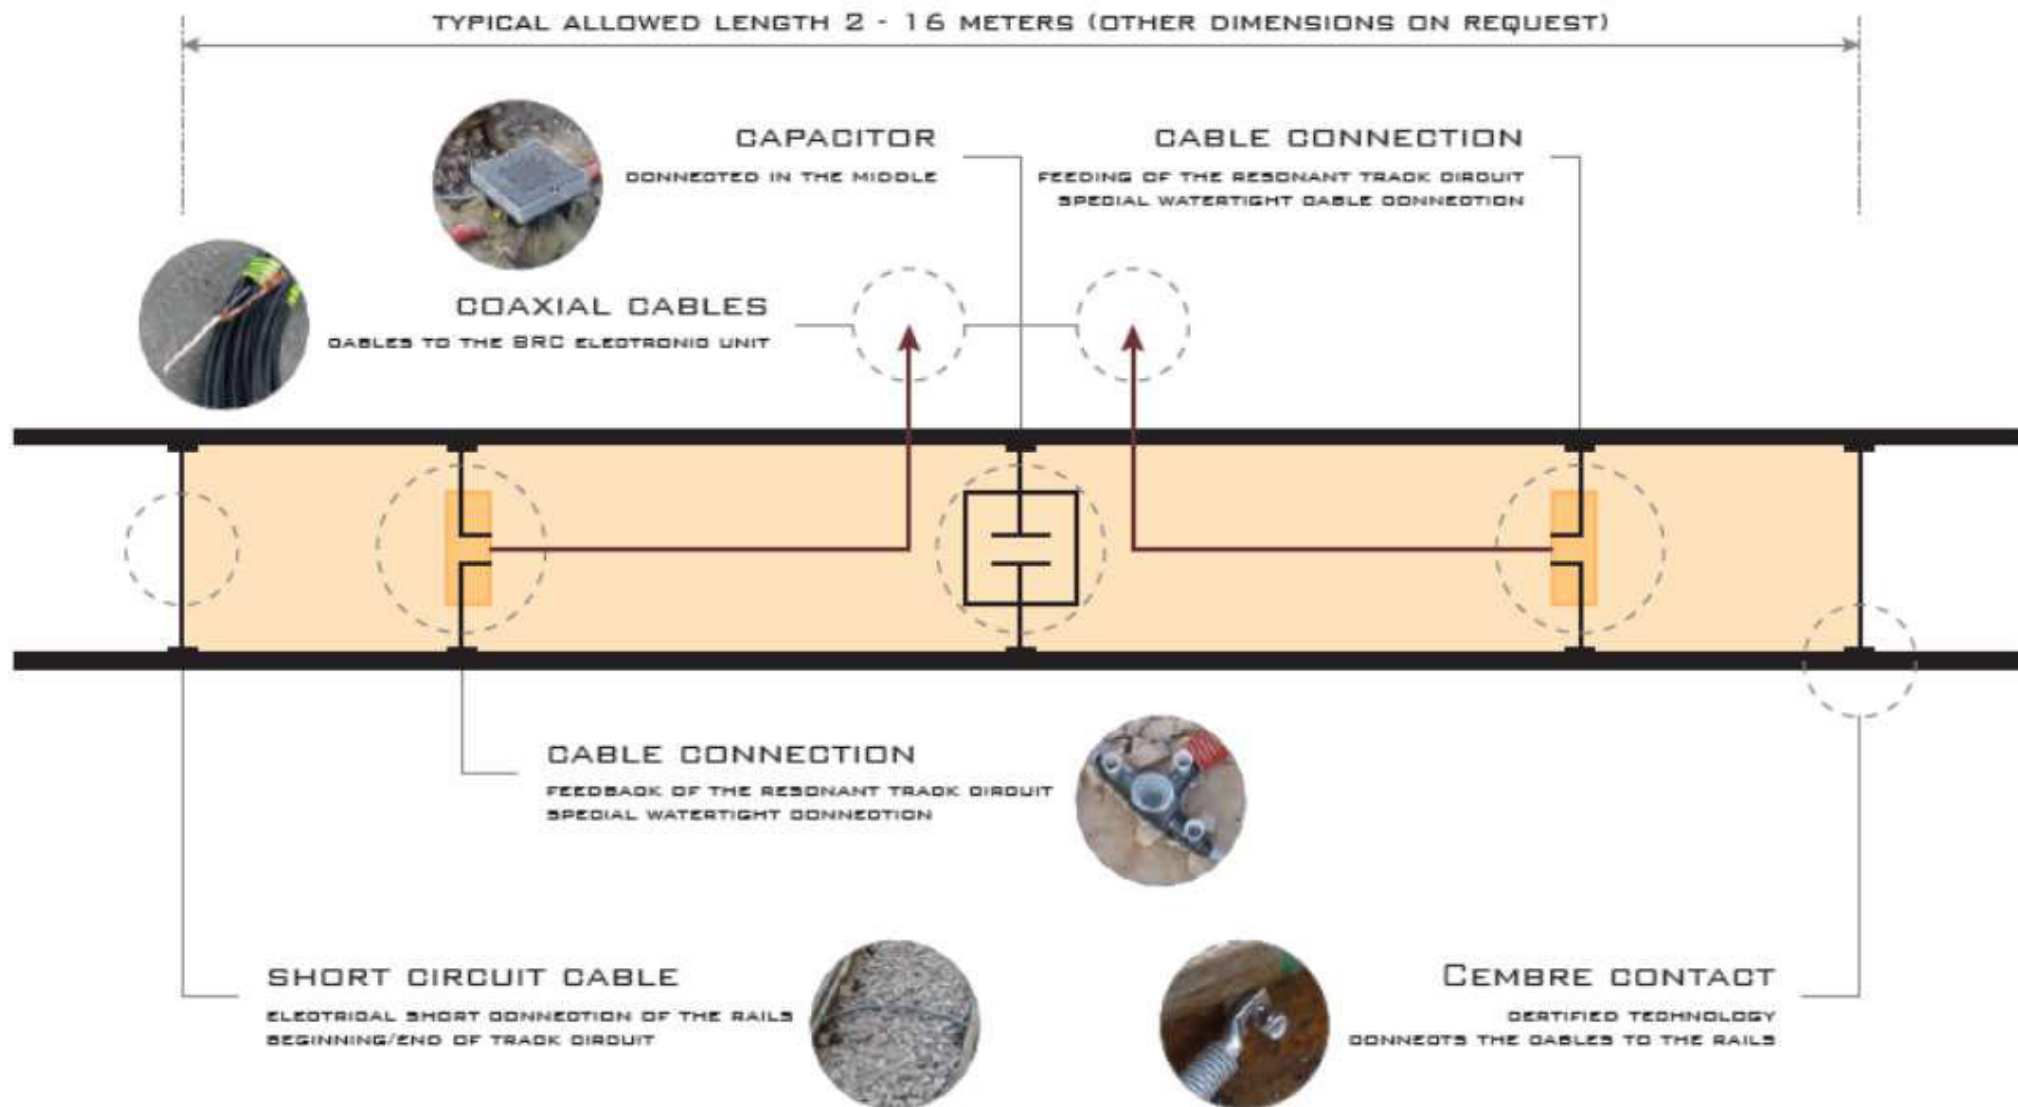 TYPICAL ALLOWED LENGTH 2 - 16 METERS (OTHER DIMENSIONS ON REQUEST)
CAPACITOR
CONNECTED IN THE MIDDLE
CABLE CONNECTION
FEEDING OF THE RESONANT TRACK CIRCUIT
SPECIAL WATERTIGHT CABLE CONNECTION
COAXIAL CABLES
CABLES TO THE BRC ELECTRONIC UNIT
CABLE CONNECTION
FEEDBACK OF THE RESONANT TRACK CIRCUIT
SPECIAL WATERTIGHT CONNECTION
SHORT CIRCUIT CABLE
ELECTRICAL SHORT CONNECTION OF THE RAILS
BEGINNING/END OF TRACK CIRCUIT
CEMBRE CONTACT
CERTIFIED TECHNOLOGY
CONNECTS THE CABLES TO THE RAILS